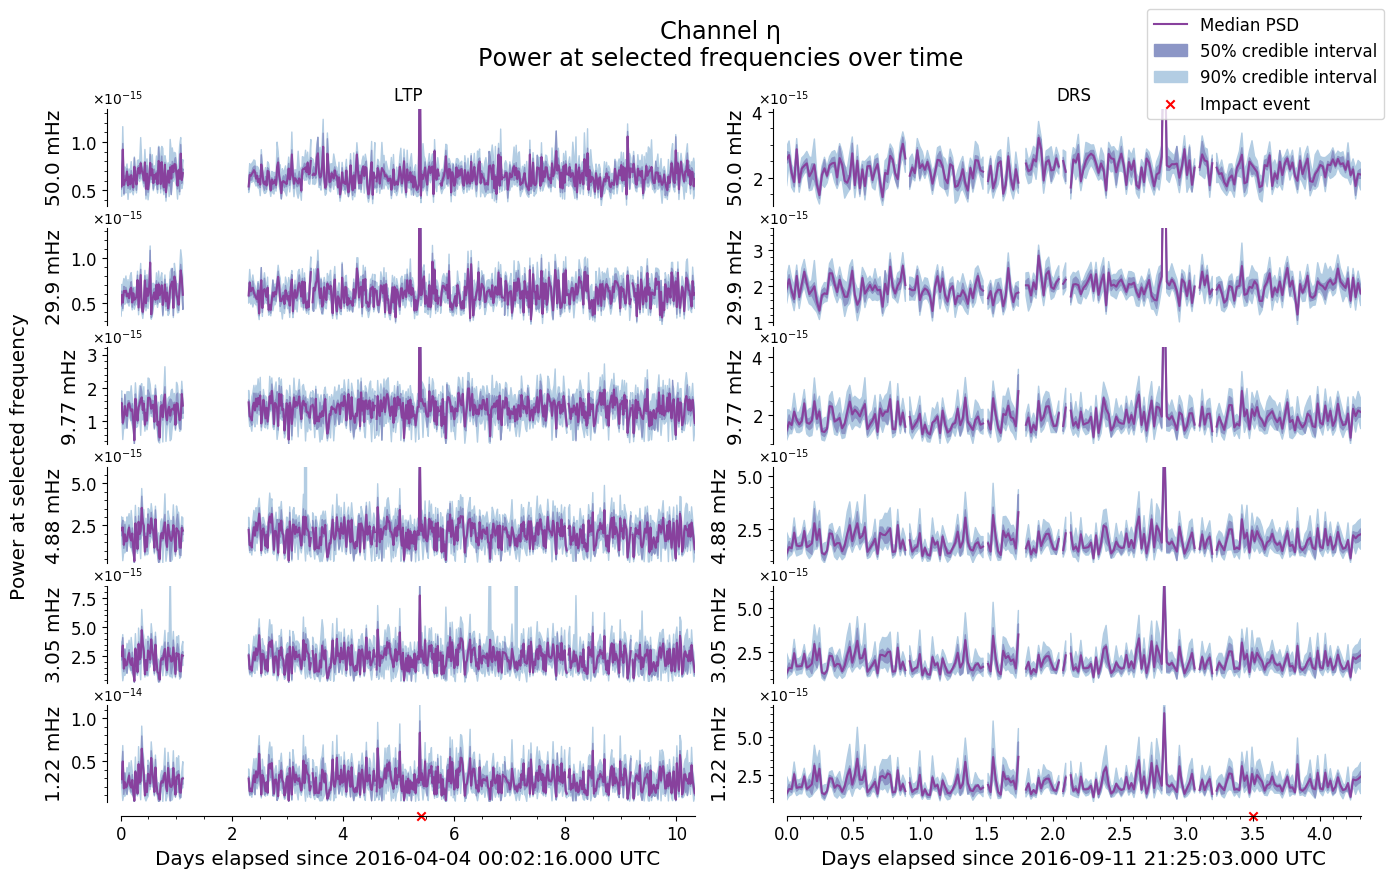 Channel η
Power at selected frequencies over time
Median PSD
50% credible interval
90% credible interval
Impact event
LTP
DRS
Power at selected frequency
×10⁻¹⁵
50.0 mHz
1.0
0.5
×10⁻¹⁵
29.9 mHz
1.0
0.5
×10⁻¹⁵
9.77 mHz
3
2
1
×10⁻¹⁵
4.88 mHz
5.0
2.5
×10⁻¹⁵
3.05 mHz
7.5
5.0
2.5
×10⁻¹⁴
1.22 mHz
1.0
0.5
0 2 4 6 8 10
Days elapsed since 2016-04-04 00:02:16.000 UTC
×10⁻¹⁵
50.0 mHz
4
2
×10⁻¹⁵
29.9 mHz
3
2
1
×10⁻¹⁵
9.77 mHz
4
2
×10⁻¹⁵
4.88 mHz
5.0
2.5
×10⁻¹⁵
3.05 mHz
5.0
2.5
×10⁻¹⁵
1.22 mHz
5.0
2.5
0.0 0.5 1.0 1.5 2.0 2.5 3.0 3.5 4.0
Days elapsed since 2016-09-11 21:25:03.000 UTC